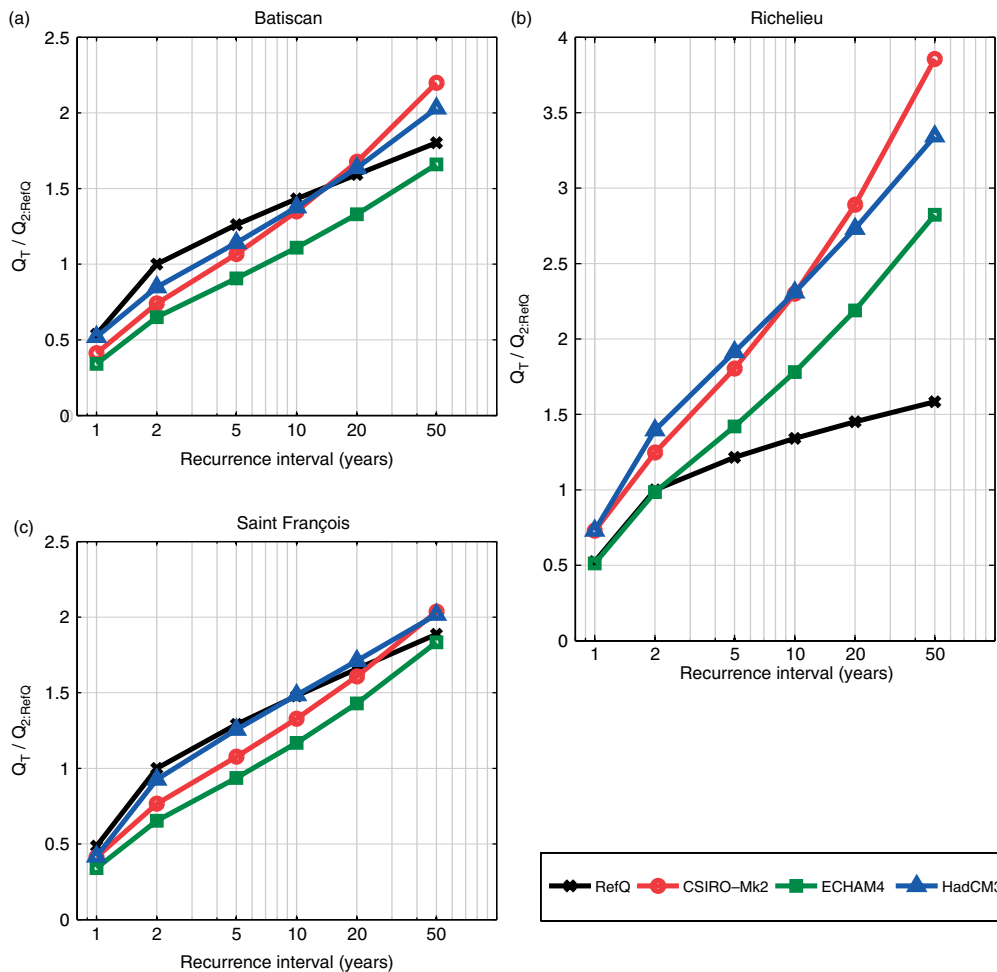 (a)
Batiscan
2.5
2
1.5
1
0.5
0
Q_T / Q_2:RefQ
1 2 5 10 20 50
Recurrence interval (years)
(b)
Richelieu
4
3.5
3
2.5
2
1.5
1
0.5
0
Q_T / Q_2:RefQ
1 2 5 10 20 50
Recurrence interval (years)
(c)
Saint François
2.5
2
1.5
1
0.5
0
Q_T / Q_2:RefQ
1 2 5 10 20 50
Recurrence interval (years)
RefQ CSIRO–Mk2 ECHAM4 HadCM3